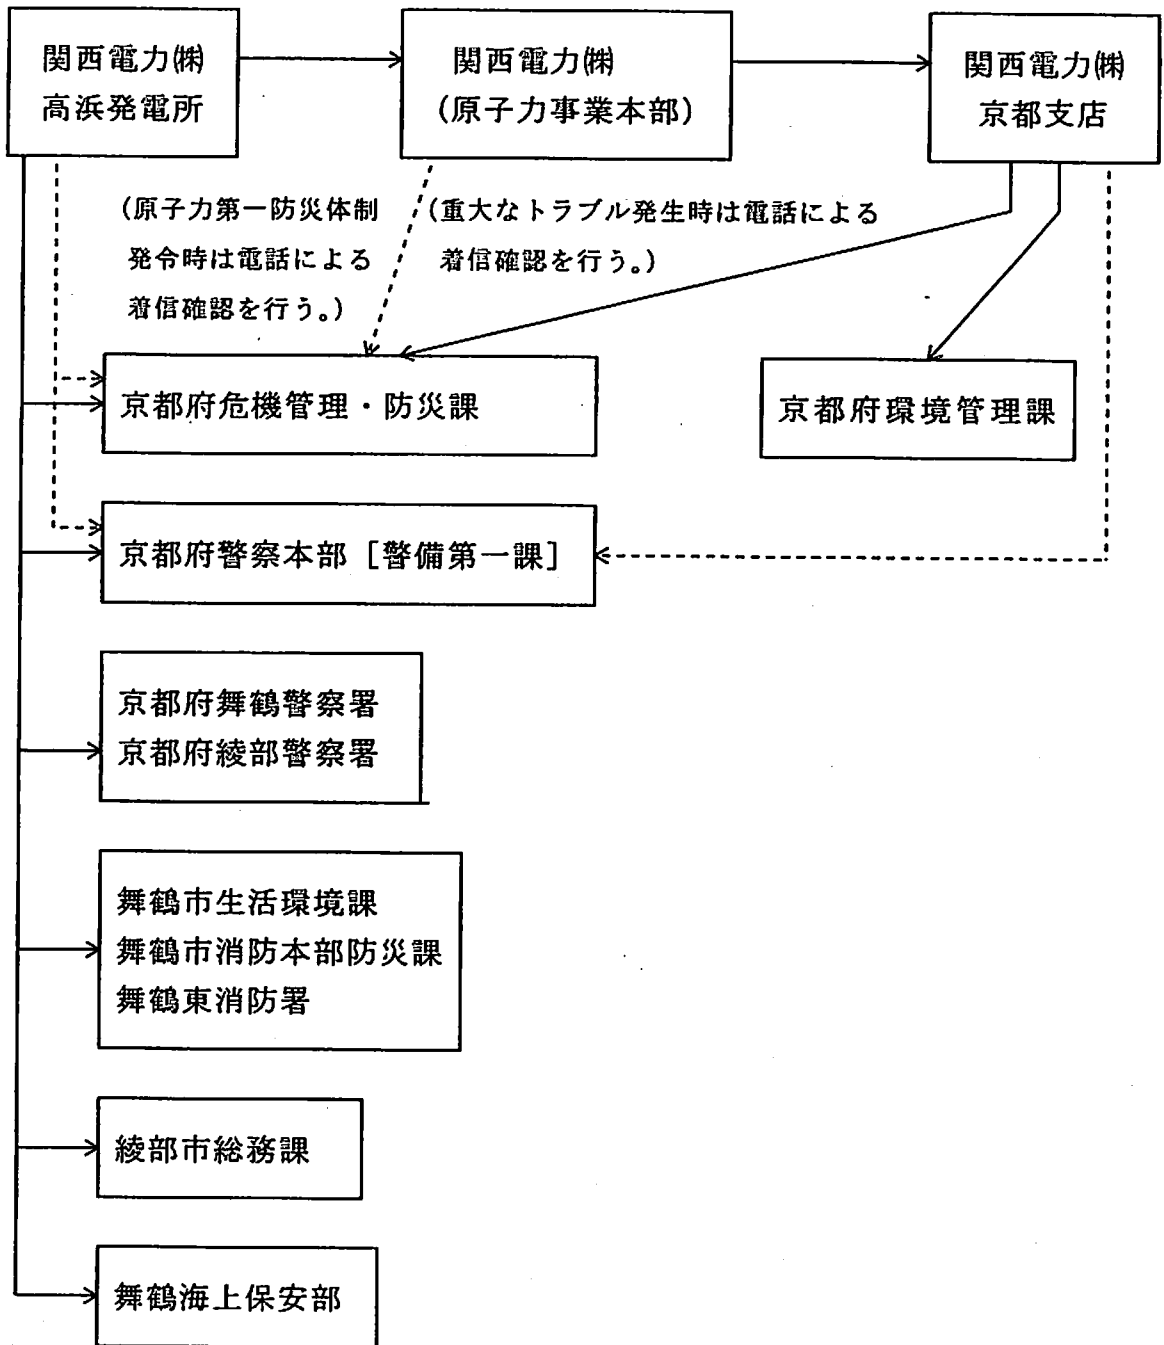 関西電力㈱
高浜発電所
関西電力㈱
(原子力事業本部)
関西電力㈱
京都支店
(原子力第一防災体制
発令時は電話による
着信確認を行う。)
(重大なトラブル発生時は電話による
着信確認を行う。)
京都府危機管理・防災課
京都府環境管理課
京都府警察本部[警備第一課]
京都府舞鶴警察署
京都府綾部警察署
舞鶴市生活環境課
舞鶴市消防本部防災課
舞鶴東消防署
綾部市総務課
舞鶴海上保安部